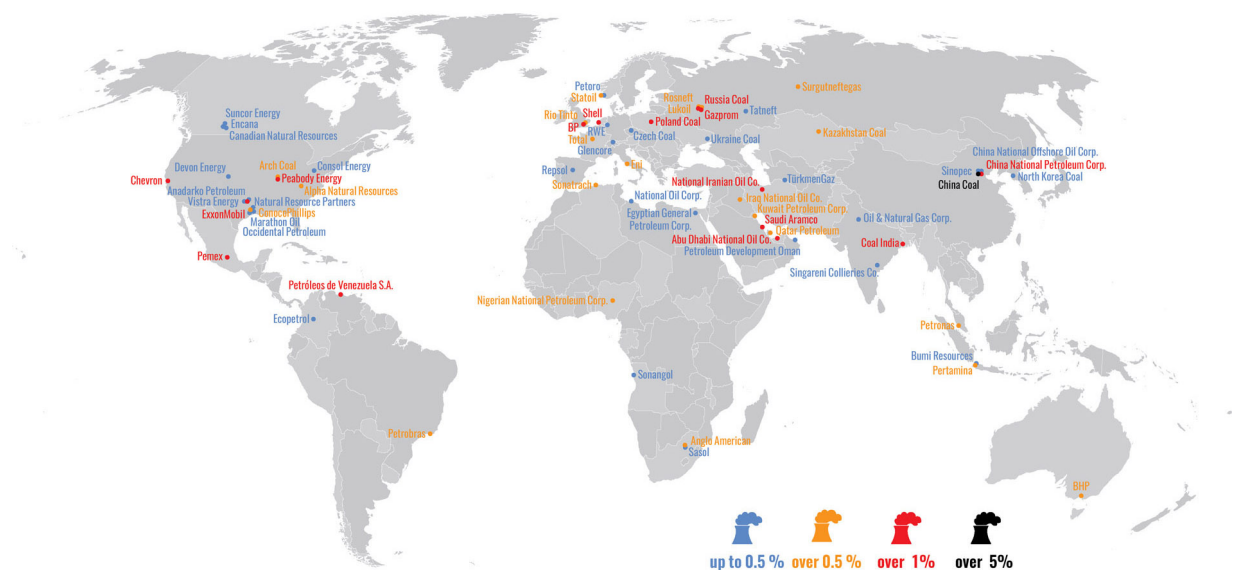 Suncor Energy
Encana
Canadian Natural Resources
Devon Energy
Arch Coal
Consol Energy
Chevron
Peabody Energy
Anadarko Petroleum
Alpha Natural Resources
Vistra Energy
Natural Resource Partners
ExxonMobil
ConocoPhillips
Marathon Oil
Occidental Petroleum
Pemex
Petróleos de Venezuela S.A.
Ecopetrol
Petrobras
Petoro
Statoil
Rio Tinto
Shell
BP
RWE
Total
Glencore
Czech Coal
Poland Coal
Rosneft
Russia Coal
Lukoil
Gazprom
Tatneft
Surgutneftegas
Ukraine Coal
Kazakhstan Coal
Repsol
Eni
Sonatrach
National Oil Corp.
Egyptian General
Petroleum Corp.
National Iranian Oil Co.
TürkmenGaz
Iraq National Oil Co.
Kuwait Petroleum Corp.
Saudi Aramco
Qatar Petroleum
Abu Dhabi National Oil Co.
Petroleum Development Oman
Nigerian National Petroleum Corp.
Sonangol
Anglo American
Sasol
China National Offshore Oil Corp.
China National Petroleum Corp.
Sinopec
North Korea Coal
China Coal
Oil & Natural Gas Corp.
Coal India
Singareni Collieries Co.
Petronas
Bumi Resources
Pertamina
BHP
up to 0.5 %
over 0.5 %
over 1%
over 5%